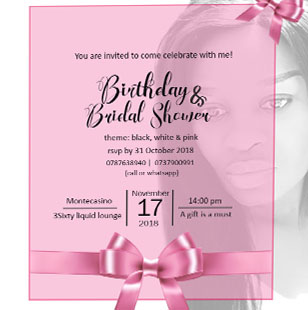 You are invited to come celebrate with me!
Birthday &
Bridal Shower
theme: black, white & pink
rsvp by 31 October 2018
0787638940 | 0737900991
(call or whatsapp)
Montecasino
3Sixty liquid lounge
November
17
2018
14:00 pm
A gift is a must